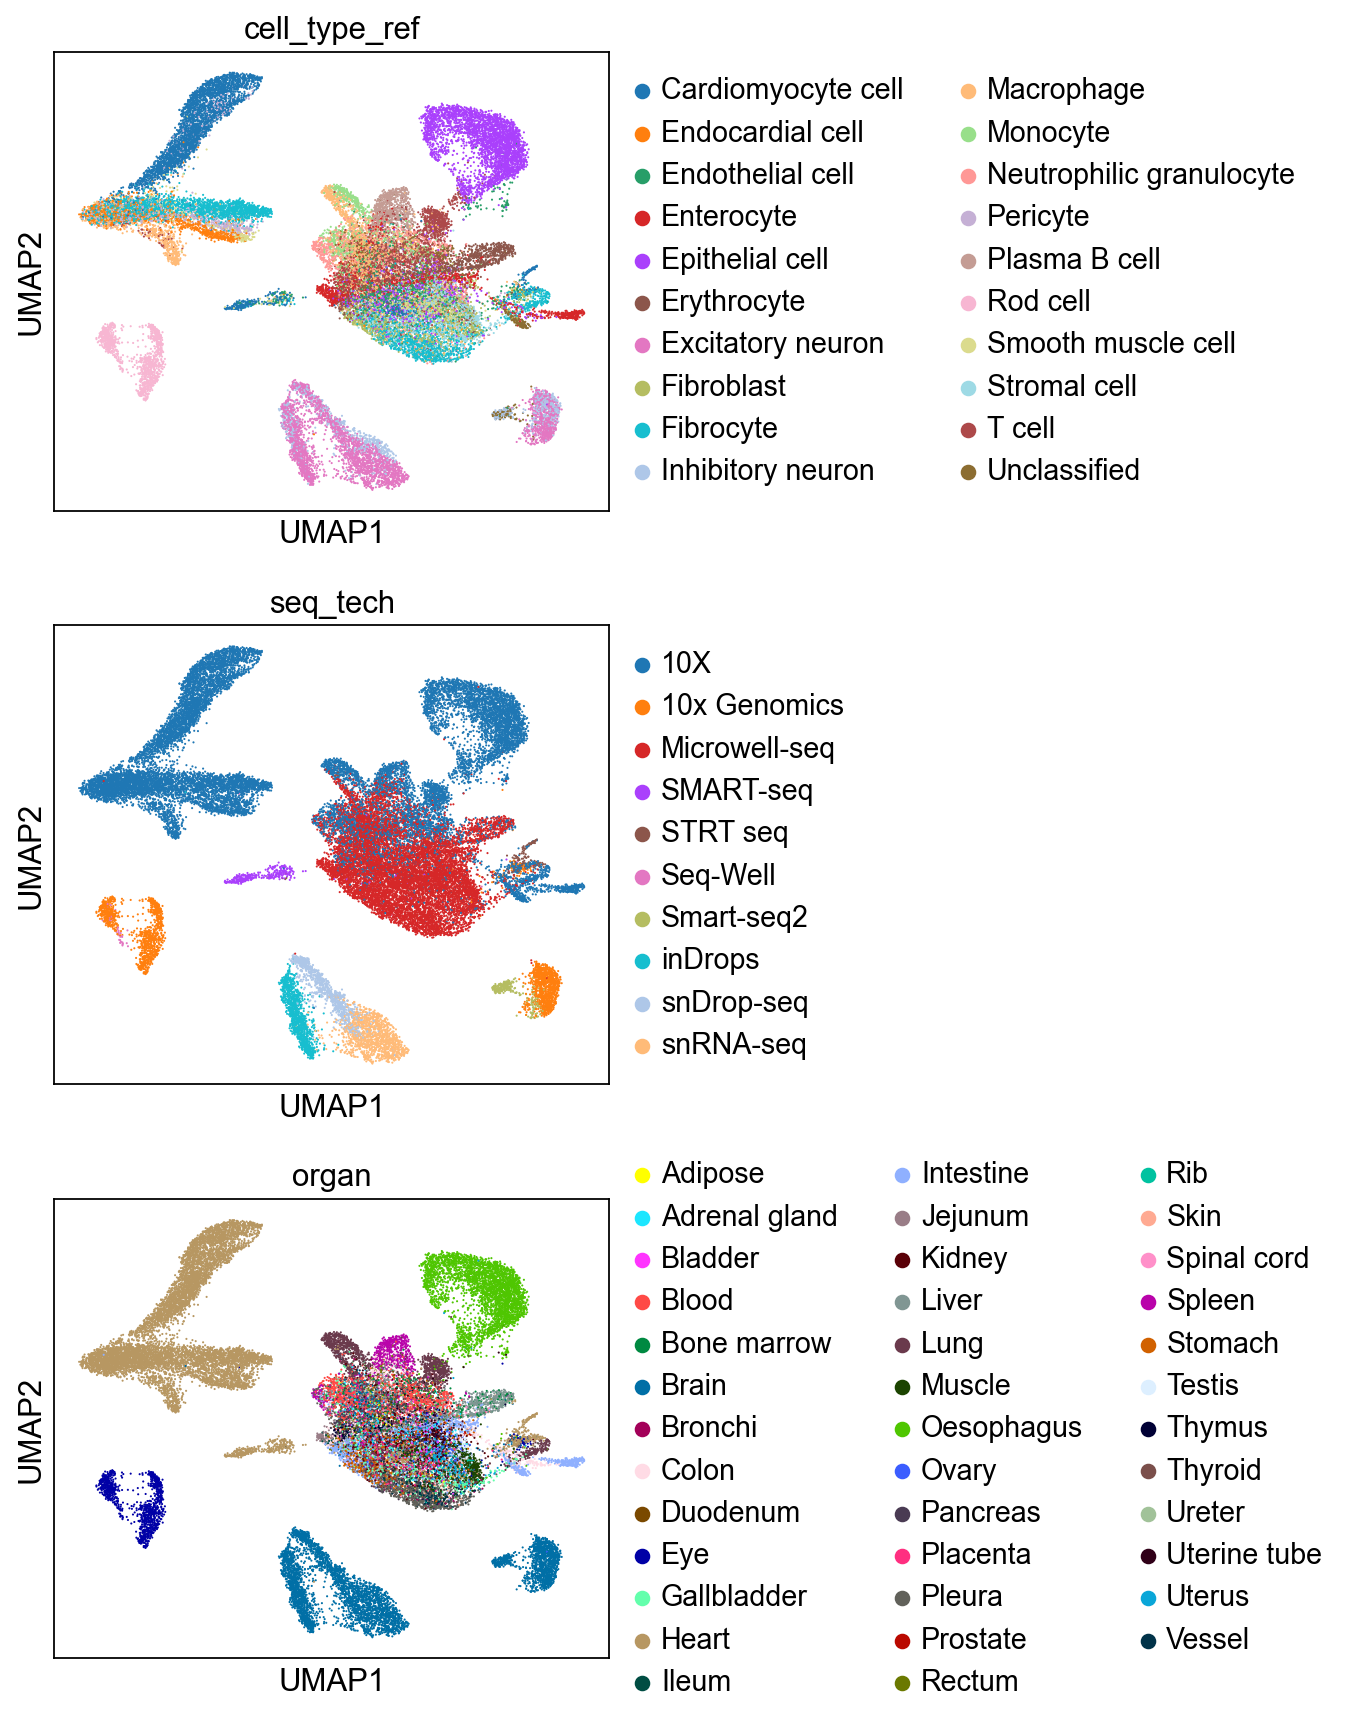 cell_type_ref
UMAP2
UMAP1
Cardiomyocyte cell
Endocardial cell
Endothelial cell
Enterocyte
Epithelial cell
Erythrocyte
Excitatory neuron
Fibroblast
Fibrocyte
Inhibitory neuron
Macrophage
Monocyte
Neutrophilic granulocyte
Pericyte
Plasma B cell
Rod cell
Smooth muscle cell
Stromal cell
T cell
Unclassified
seq_tech
UMAP2
UMAP1
10X
10x Genomics
Microwell-seq
SMART-seq
STRT seq
Seq-Well
Smart-seq2
inDrops
snDrop-seq
snRNA-seq
organ
UMAP2
UMAP1
Adipose
Adrenal gland
Bladder
Blood
Bone marrow
Brain
Bronchi
Colon
Duodenum
Eye
Gallbladder
Heart
Ileum
Intestine
Jejunum
Kidney
Liver
Lung
Muscle
Oesophagus
Ovary
Pancreas
Placenta
Pleura
Prostate
Rectum
Rib
Skin
Spinal cord
Spleen
Stomach
Testis
Thymus
Thyroid
Ureter
Uterine tube
Uterus
Vessel